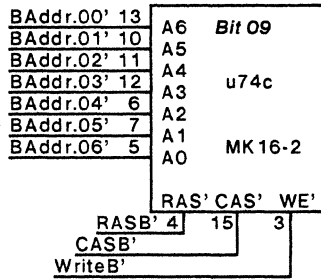 BAddr.00' 13 A6 Bit 09
BAddr.01' 10 A5
BAddr.02' 11 A4 u74c
BAddr.03' 12 A3
BAddr.04' 6 A2
BAddr.05' 7 A1 MK16-2
BAddr.06' 5 A0
RAS' CAS' WE'
RASB' 4 15 3
CASB'
WriteB'